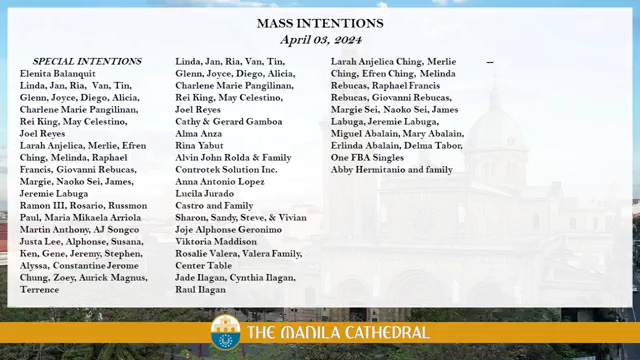 MASS INTENTIONS
April 03, 2024
SPECIAL INTENTIONS
Elenita Balanquit
Linda, Jan, Ria, Van, Tin,
Glenn, Joyce, Diego, Alicia,
Charlene Marie Pangilinan,
Rei King, May Celestino,
Joel Reyes
Larah Anjelica, Merlie, Efren
Ching, Melinda, Raphael
Francis, Giovanni Rebucas,
Margie, Naoko Sei, James,
Jeremie Labuga
Ramon III, Rosario, Russmon
Paul, Maria Mikaela Arriola
Martin Anthony, AJ Songco
Justa Lee, Alphonse, Susana,
Ken, Gene, Jeremy, Stephen,
Alyssa, Constantine Jerome
Chung, Zoey, Aurick Magnus,
Terrence
Linda, Jan, Ria, Van, Tin,
Glenn, Joyce, Diego, Alicia,
Charlene Marie Pangilinan,
Rei King, May Celestino,
Joel Reyes
Cathy & Gerard Gamboa
Alma Anza
Rina Yabut
Alvin John Rolda & Family
Controtek Solution Inc.
Anna Antonio Lopez
Lucila Jurado
Castro and Family
Sharon, Sandy, Steve, & Vivian
Joje Alphonse Geronimo
Viktoria Maddison
Rosalie Valera, Valera Family,
Center Table
Jade Ilagan, Cynthia Ilagan,
Raul Ilagan
Larah Anjelica Ching, Merlie
Ching, Efren Ching, Melinda
Rebucas, Raphael Francis
Rebucas, Giovanni Rebucas,
Margie Sei, Naoko Sei, James
Labuga, Jeremie Labuga,
Miguel Abalain, Mary Abalain,
Erlinda Abalain, Delma Tabor,
One FBA Singles
Abby Hermitanio and family
--
THE MANILA CATHEDRAL